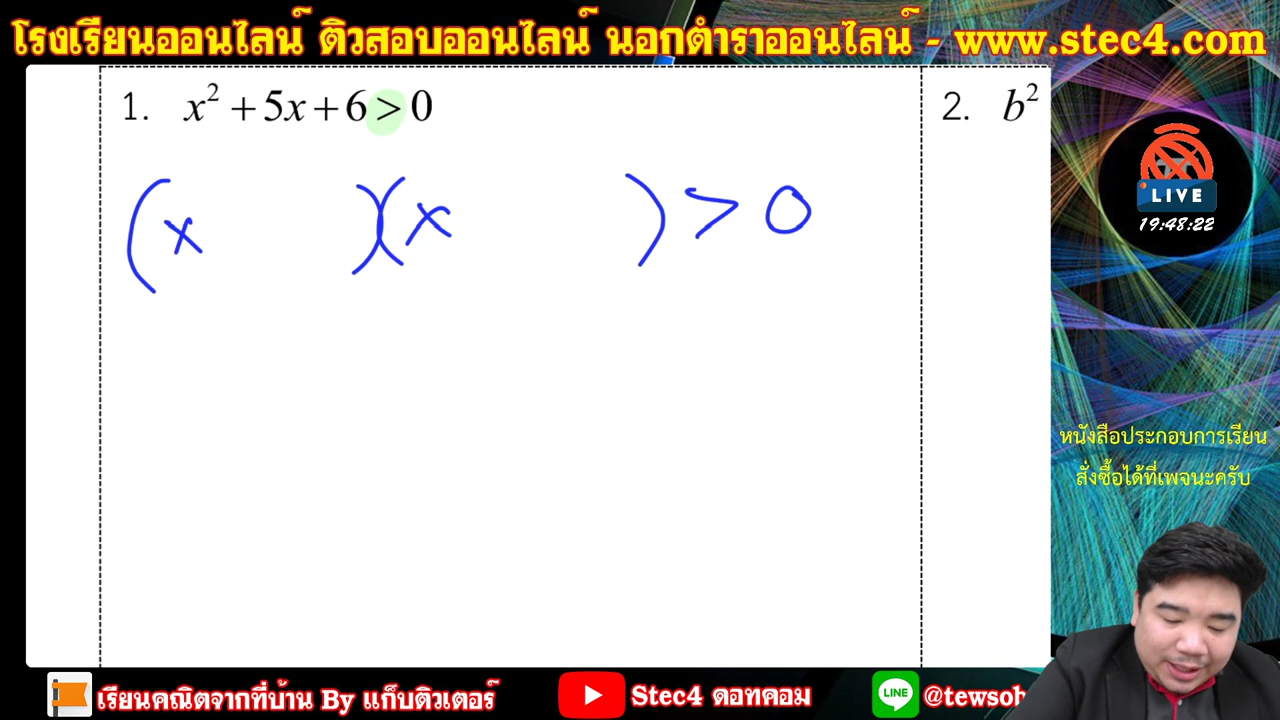 โรงเรียนออนไลน์ ติวสอบออนไลน์ นอกตำราออนไลน์ - www.stec4.com
1. x² + 5x + 6 > 0
2. b²
(x )(x ) > 0
LIVE
19:48:22
หนังสือประกอบการเรียน
สั่งซื้อได้ที่เพจนะครับ
เรียนคณิตจากที่บ้าน By แก็บติวเตอร์
Stec4 ดอทคอม
LINE
@tewsob